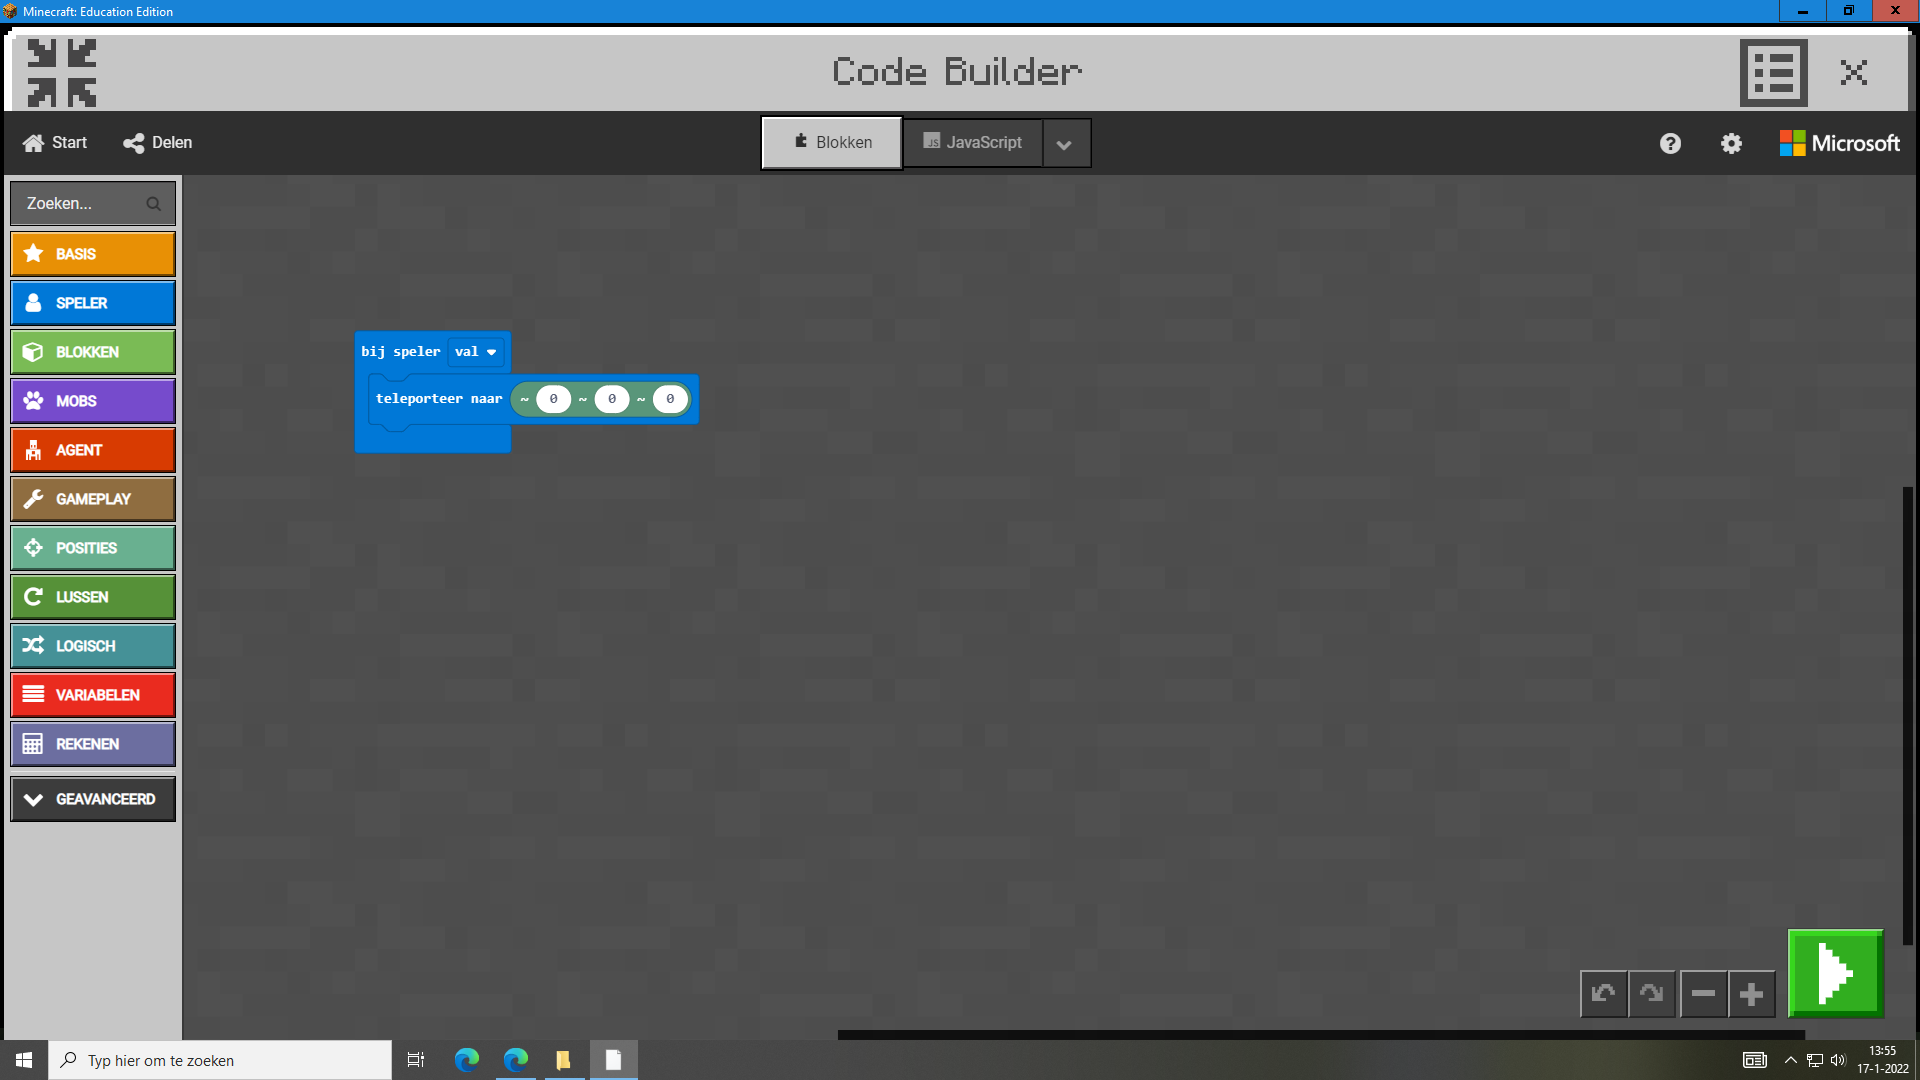 Minecraft: Education Edition
Code Builder
Start
Delen
Blokken
JS JavaScript
Microsoft
Zoeken...
BASIS
SPELER
BLOKKEN
MOBS
AGENT
GAMEPLAY
POSITIES
LUSSEN
LOGISCH
VARIABELEN
REKENEN
GEAVANCEERD
bij speler val
teleporteer naar ~ 0 ~ 0 ~ 0
Typ hier om te zoeken
13:55
17-1-2022